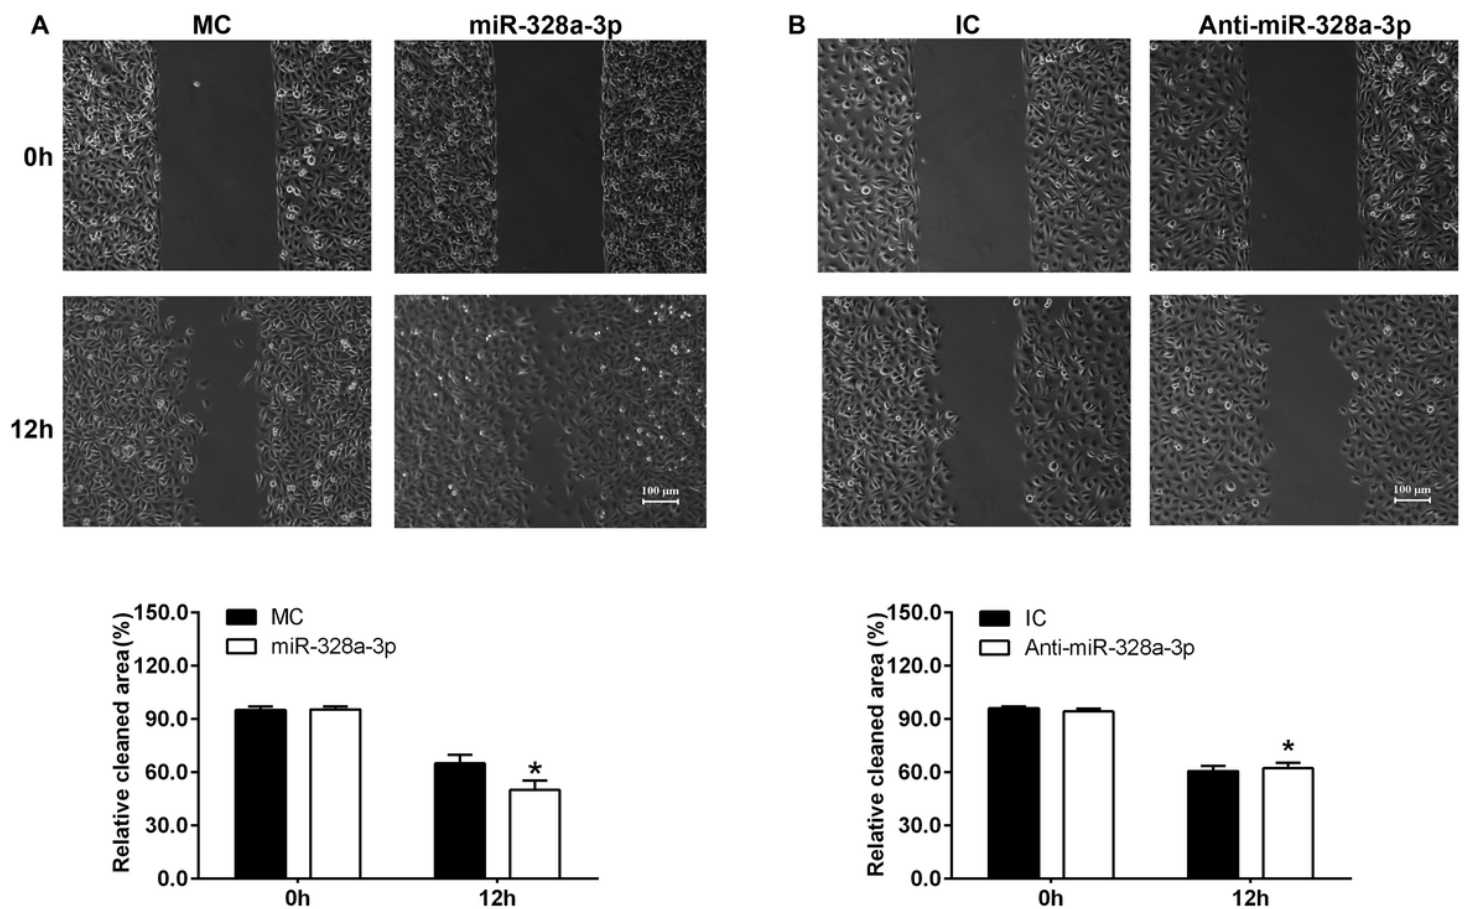 A
MC
miR-328a-3p
B
IC
Anti-miR-328a-3p
0h
12h
100 μm
100 μm
Relative cleaned area (%)
150.0
120.0
90.0
60.0
30.0
0.0
MC
miR-328a-3p
*
0h
12h
Relative cleaned area (%)
150.0
120.0
90.0
60.0
30.0
0.0
IC
Anti-miR-328a-3p
*
0h
12h